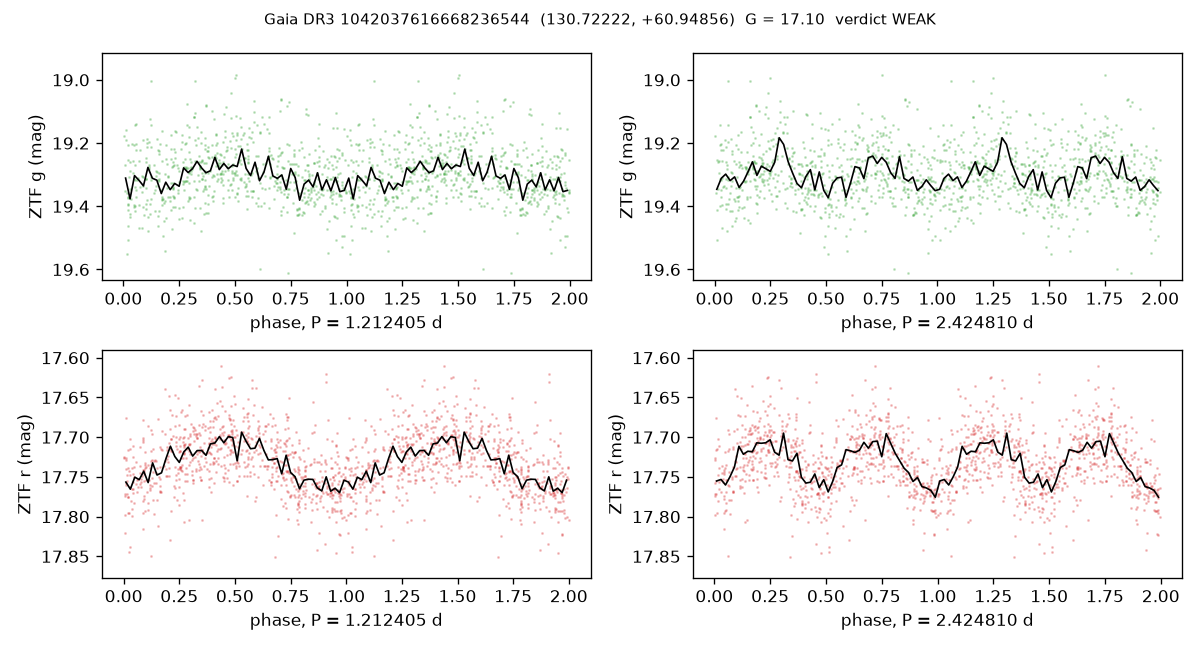 Gaia DR3 1042037616668236544 (130.72222, +60.94856) G = 17.10 verdict WEAK
ZTF g (mag)
19.0
19.2
19.4
19.6
0.00 0.25 0.50 0.75 1.00 1.25 1.50 1.75 2.00
phase, P = 1.212405 d
ZTF g (mag)
19.0
19.2
19.4
19.6
0.00 0.25 0.50 0.75 1.00 1.25 1.50 1.75 2.00
phase, P = 2.424810 d
ZTF r (mag)
17.60
17.65
17.70
17.75
17.80
17.85
0.00 0.25 0.50 0.75 1.00 1.25 1.50 1.75 2.00
phase, P = 1.212405 d
ZTF r (mag)
17.60
17.65
17.70
17.75
17.80
17.85
0.00 0.25 0.50 0.75 1.00 1.25 1.50 1.75 2.00
phase, P = 2.424810 d